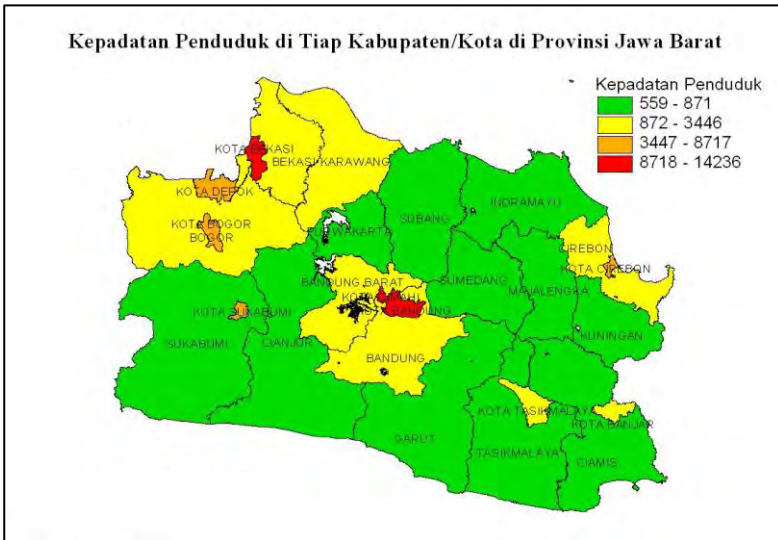 Kepadatan Penduduk di Tiap Kabupaten/Kota di Provinsi Jawa Barat
Kepadatan Penduduk
559 - 871
872 - 3446
3447 - 8717
8718 - 14236
KOTA BEKASI
BEKASI
KARAWANG
KOTA DEPOK
KOTA BOGOR
BOGOR
SUBANG
INDRAMAYU
PURWAKARTA
CIREBON
KOTA CIREBON
BANDUNG BARAT
SUMEDANG
MAJALENGKA
KOTA
BANDUNG
KOTA SUKABUMI
KUNINGAN
SUKABUMI
CIANJUR
BANDUNG
KOTA TASIKMALAYA
KOTA BANJAR
GARUT
TASIKMALAYA
CIAMIS